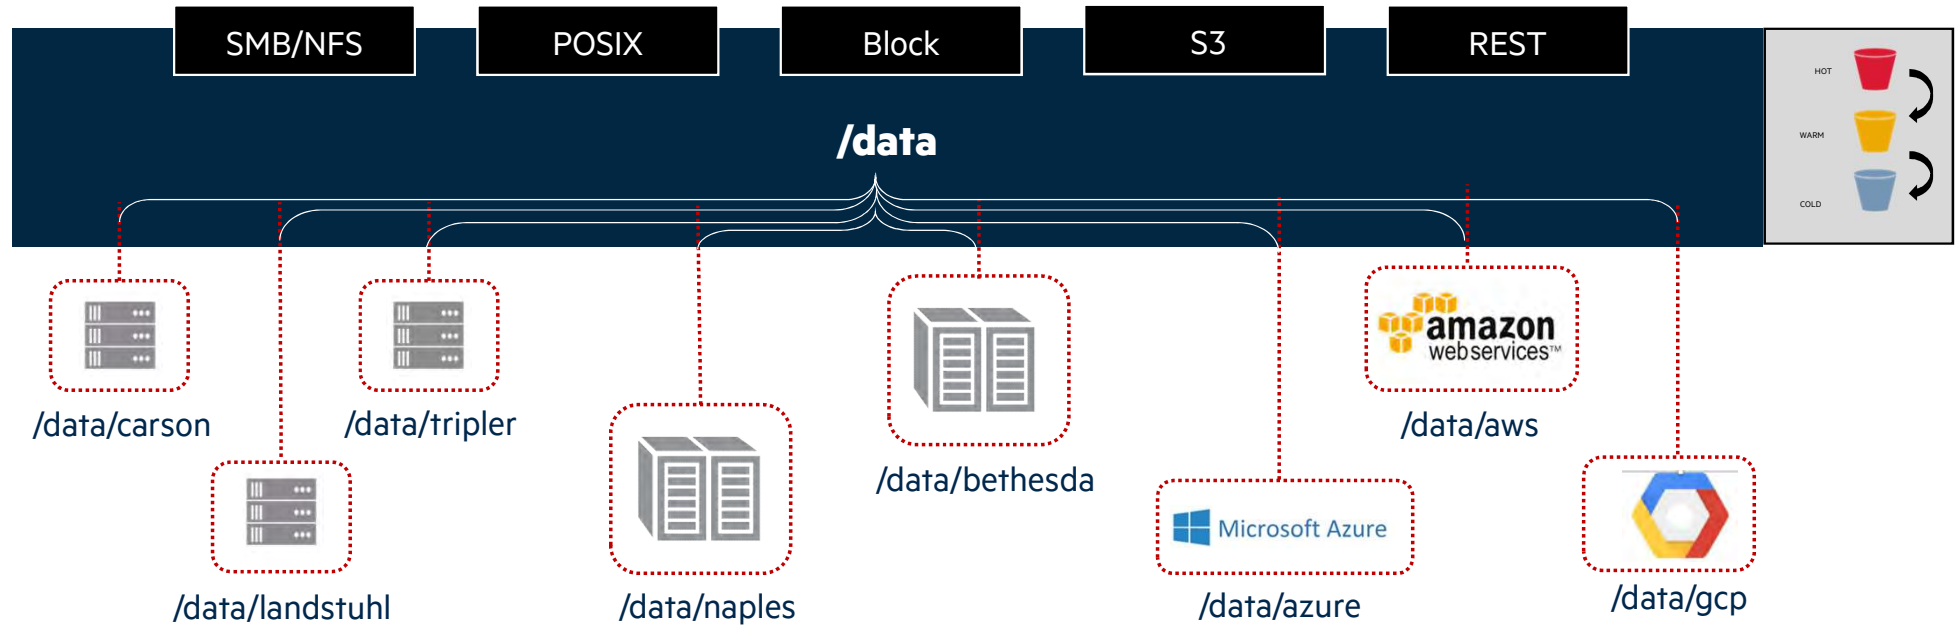 SMB/NFS
POSIX
Block
S3
REST
HOT
WARM
COLD
/data
amazon
webservices™
Microsoft Azure
/data/carson
/data/tripler
/data/bethesda
/data/aws
/data/landstuhl
/data/naples
/data/azure
/data/gcp